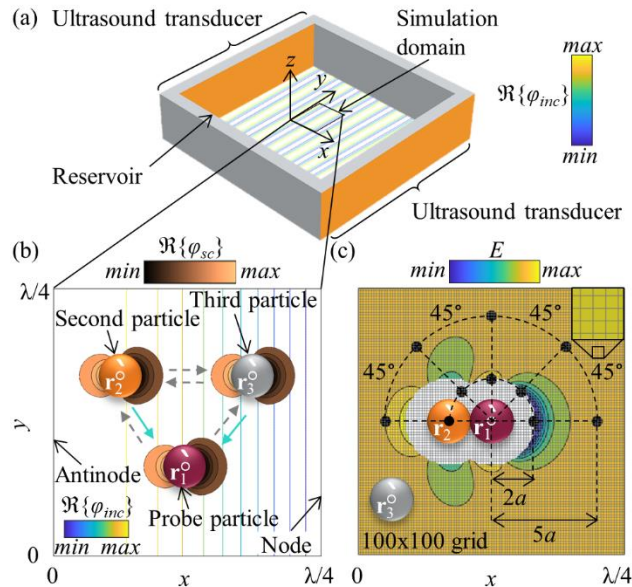 (a)
Ultrasound transducer
Simulation
domain
z
y
x
Reservoir
Ultrasound transducer
ℜ{φinc}
max
min
(b)
ℜ{φsc}
min
max
λ/4
Second particle
Third particle
r2
r3
r1
Antinode
ℜ{φinc}
min max
Probe particle
Node
y
0
0
x
λ/4
(c)
E
min
max
45°
45°
45°
45°
r2
r1
r3
2a
5a
100x100 grid
0
x
λ/4